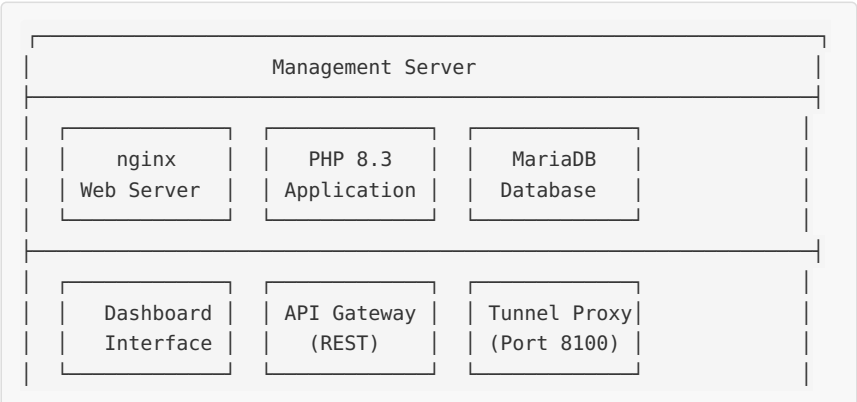 Management Server
nginx PHP 8.3 MariaDB
Web Server Application Database
Dashboard API Gateway Tunnel Proxy
Interface (REST) (Port 8100)